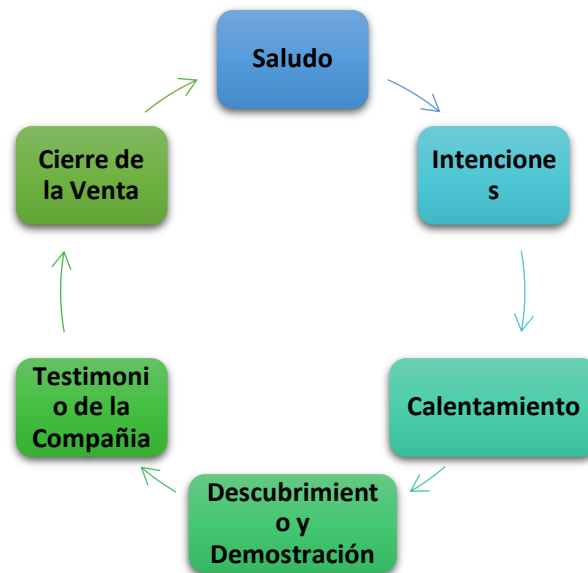 Saludo
Intencione
s
Calentamiento
Descubrimient
o y
Demostración
Testimoni
o de la
Compañia
Cierre de
la Venta